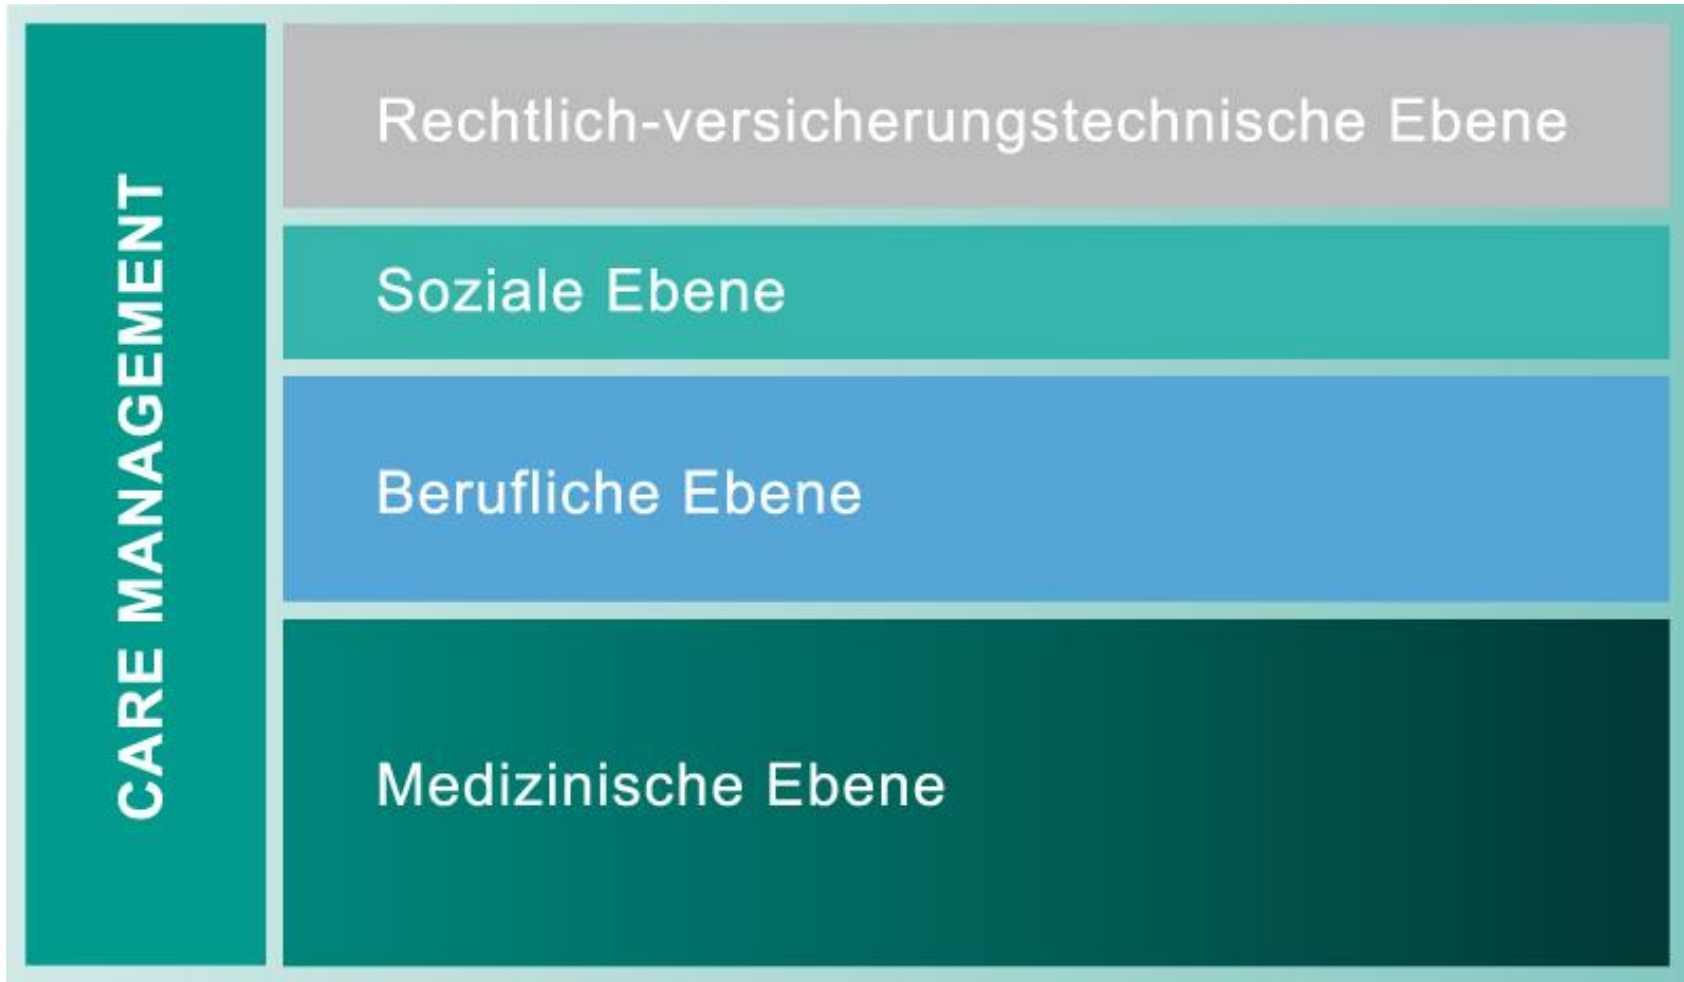 CARE MANAGEMENT
Rechtlich-versicherungstechnische Ebene
Soziale Ebene
Berufliche Ebene
Medizinische Ebene